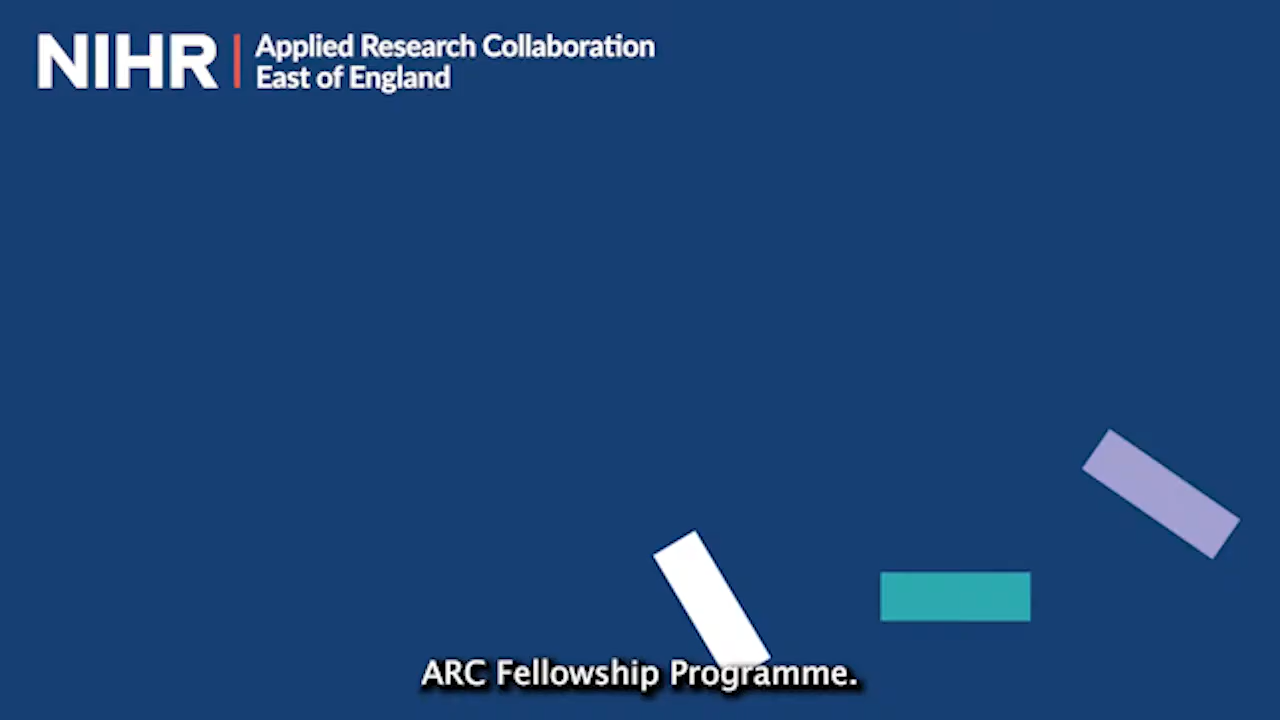 NIHR | Applied Research Collaboration
East of England
ARC Fellowship Programme.